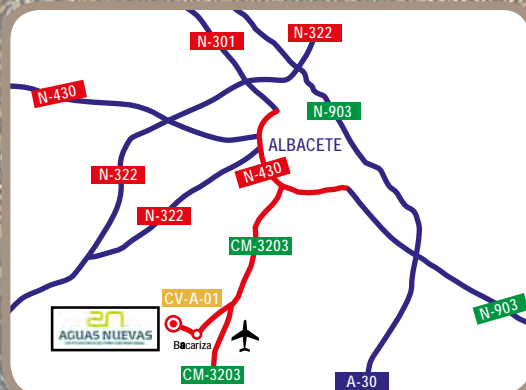 N-301
N-322
N-430
N-903
ALBACETE
N-322
N-430
N-322
CM-3203
CV-A-01
an
AGUAS NUEVAS
Bacariza
N-903
CM-3203
A-30